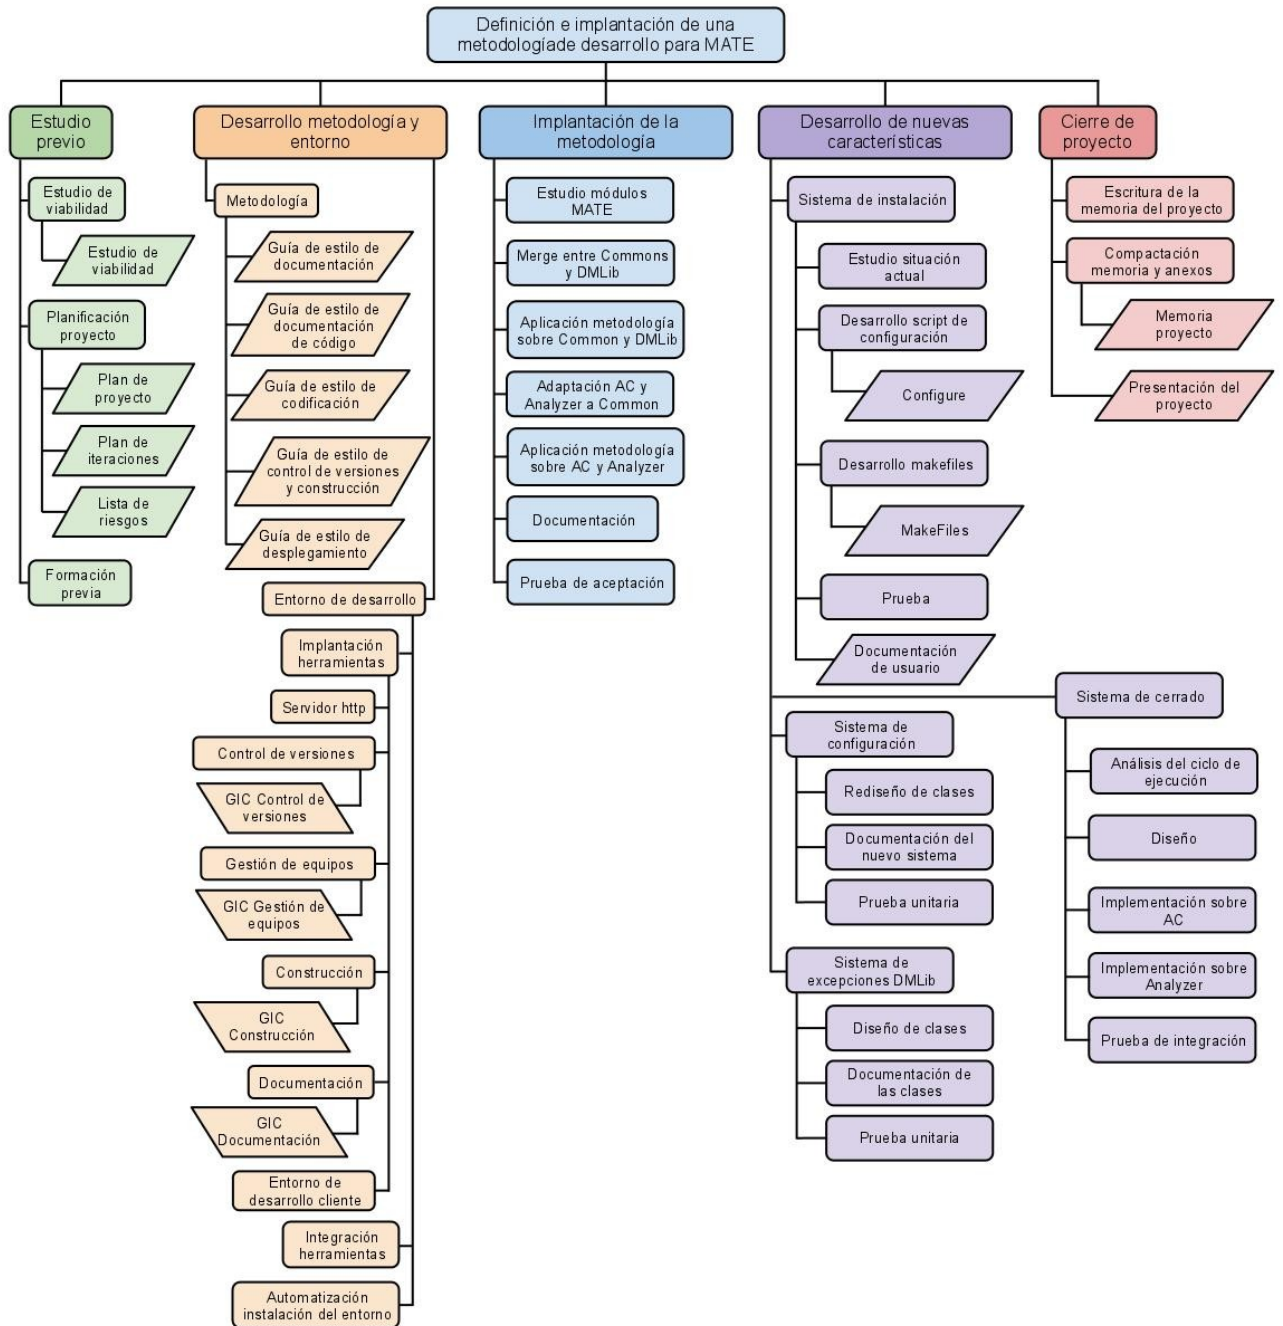 Definición e implantación de una
metodologíade desarrollo para MATE
Estudio
previo
Estudio de
viabilidad
Estudio de
viabilidad
Planificación
proyecto
Plan de
proyecto
Plan de
iteraciones
Lista de
riesgos
Formación
previa
Desarrollo metodología y
entorno
Metodología
Guía de estilo de
documentación
Guía de estilo de
documentación
de código
Guía de estilo de
codificación
Guía de estilo de
control de versiones
y construcción
Guía de estilo de
desplegamiento
Entorno de desarrollo
Implantación
herramientas
Servidor http
Control de versiones
GIC Control de
versiones
Gestión de equipos
GIC Gestión de
equipos
Construcción
GIC
Construcción
Documentación
GIC
Documentación
Entorno de
desarrollo cliente
Integración
herramientas
Automatización
instalación del entorno
Implantación de la
metodología
Estudio módulos
MATE
Merge entre Commons
y DMLib
Aplicación metodología
sobre Common y DMLib
Adaptación AC y
Analyzer a Common
Aplicación metodología
sobre AC y Analyzer
Documentación
Prueba de aceptación
Desarrollo de nuevas
características
Sistema de instalación
Estudio situación
actual
Desarrollo script de
configuración
Configure
Desarrollo makefiles
MakeFiles
Prueba
Documentación
de usuario
Sistema de
configuración
Rediseño de clases
Documentación del
nuevo sistema
Prueba unitaria
Sistema de
excepciones DMLib
Diseño de clases
Documentación de
las clases
Prueba unitaria
Sistema de cerrado
Análisis del ciclo de
ejecución
Diseño
Implementación sobre
AC
Implementación sobre
Analyzer
Prueba de integración
Cierre de
proyecto
Escritura de la
memoria del proyecto
Compactación
memoria y anexos
Memoria
proyecto
Presentación del
proyecto